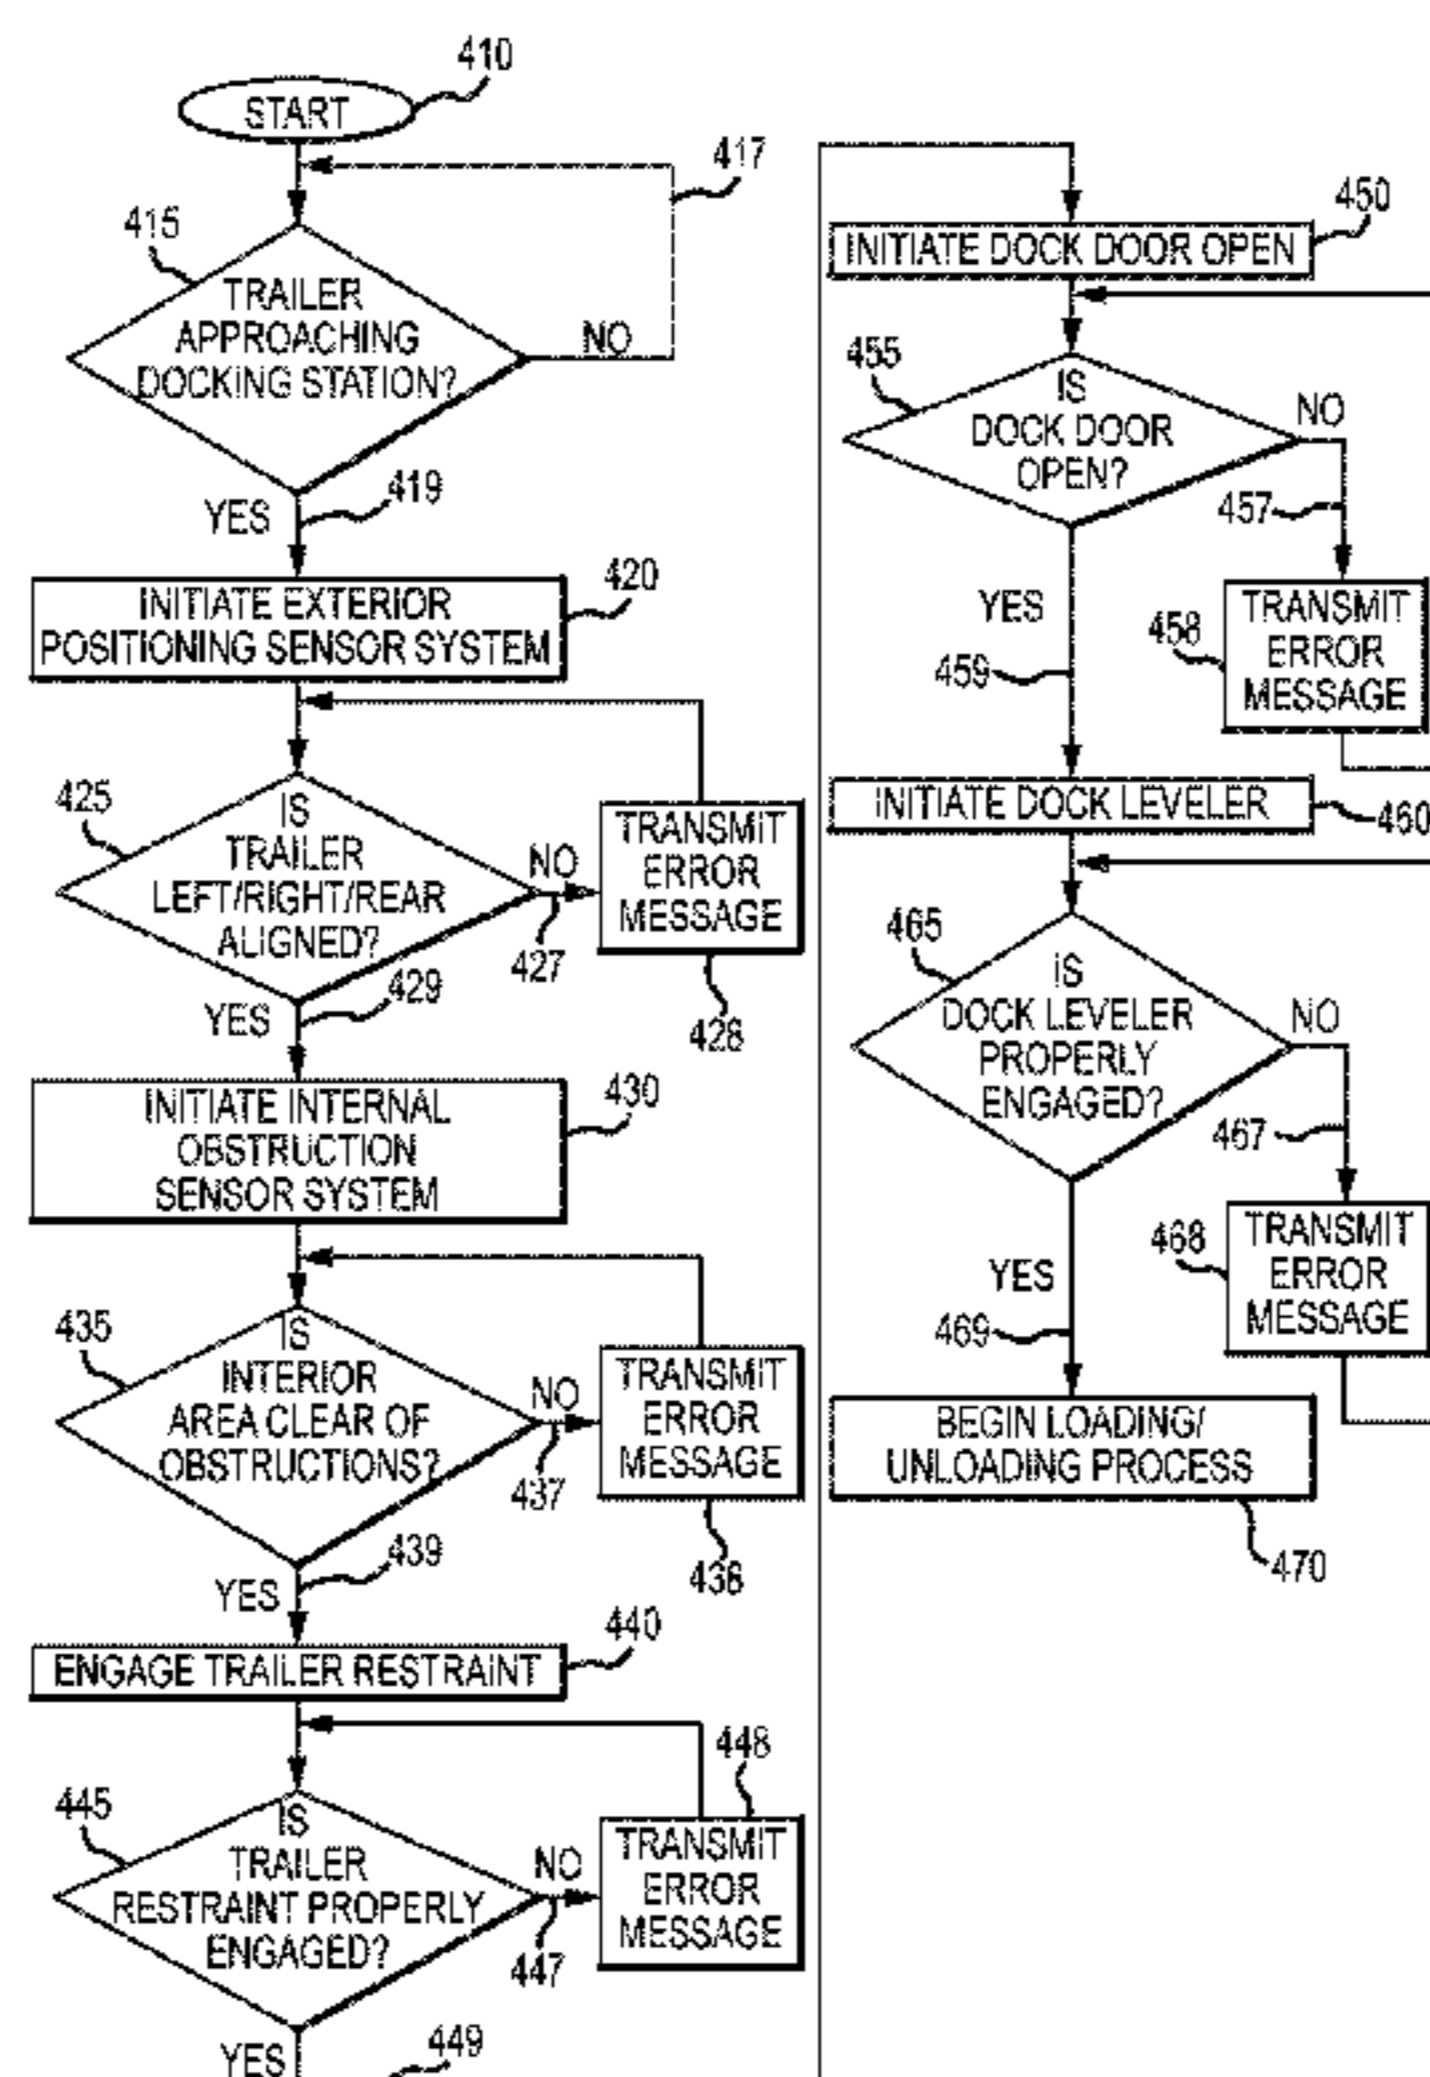 410
START
417
415
TRAILER
APPROACHING
DOCKING STATION?
NO
YES
419
INITIATE EXTERIOR
POSITIONING SENSOR SYSTEM
420
425
IS
TRAILER
LEFT/RIGHT/REAR
ALIGNED?
NO
427
TRANSMIT
ERROR
MESSAGE
428
YES
429
INITIATE INTERNAL
OBSTRUCTION
SENSOR SYSTEM
430
435
IS
INTERIOR
AREA CLEAR OF
OBSTRUCTIONS?
NO
437
TRANSMIT
ERROR
MESSAGE
438
YES
439
ENGAGE TRAILER RESTRAINT
440
445
IS
TRAILER
RESTRAINT PROPERLY
ENGAGED?
NO
447
448
TRANSMIT
ERROR
MESSAGE
YES
449
450
INITIATE DOCK DOOR OPEN
455
IS
DOCK DOOR
OPEN?
NO
457
458
TRANSMIT
ERROR
MESSAGE
YES
459
INITIATE DOCK LEVELER
460
465
IS
DOCK LEVELER
PROPERLY
ENGAGED?
NO
467
468
TRANSMIT
ERROR
MESSAGE
YES
469
BEGIN LOADING/
UNLOADING PROCESS
470